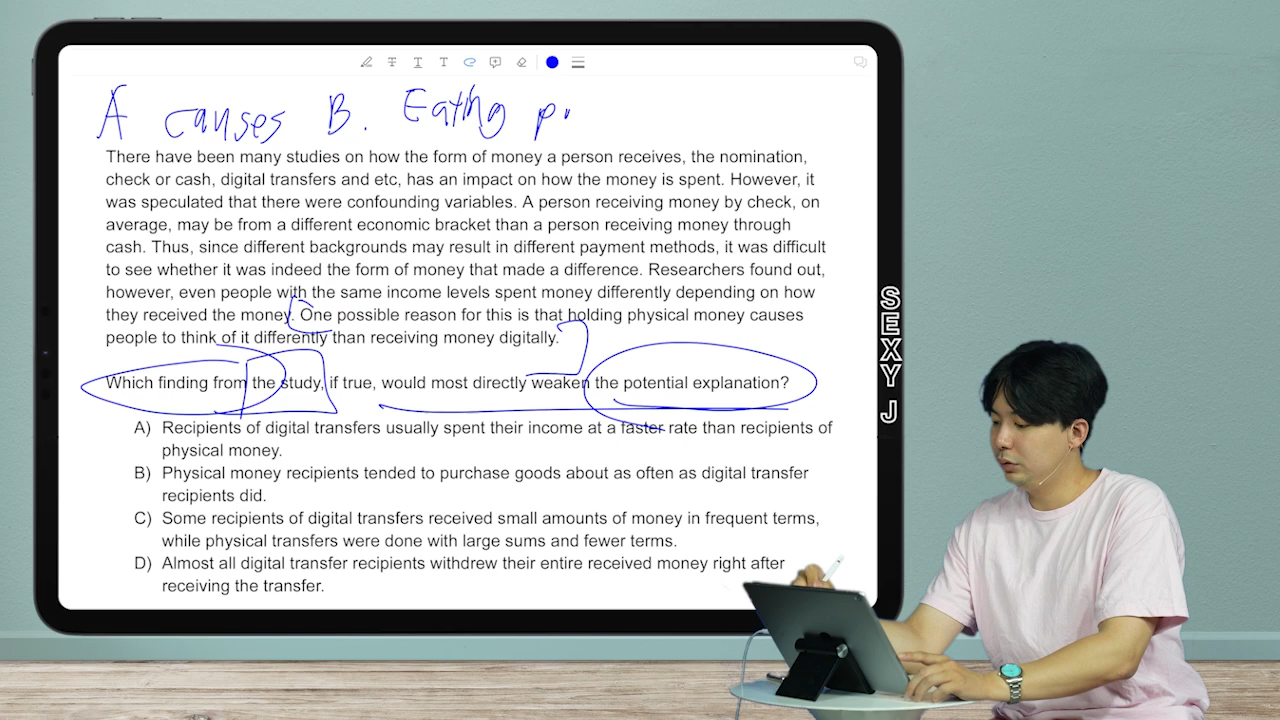 A causes B. Eating p
There have been many studies on how the form of money a person receives, the nomination,
check or cash, digital transfers and etc, has an impact on how the money is spent. However, it
was speculated that there were confounding variables. A person receiving money by check, on
average, may be from a different economic bracket than a person receiving money through
cash. Thus, since different backgrounds may result in different payment methods, it was difficult
to see whether it was indeed the form of money that made a difference. Researchers found out,
however, even people with the same income levels spent money differently depending on how
they received the money. One possible reason for this is that holding physical money causes
people to think of it differently than receiving money digitally.
Which finding from the study, if true, would most directly weaken the potential explanation?
A) Recipients of digital transfers usually spent their income at a faster rate than recipients of
physical money.
B) Physical money recipients tended to purchase goods about as often as digital transfer
recipients did.
C) Some recipients of digital transfers received small amounts of money in frequent terms,
while physical transfers were done with large sums and fewer terms.
D) Almost all digital transfer recipients withdrew their entire received money right after
receiving the transfer.
SEXY J